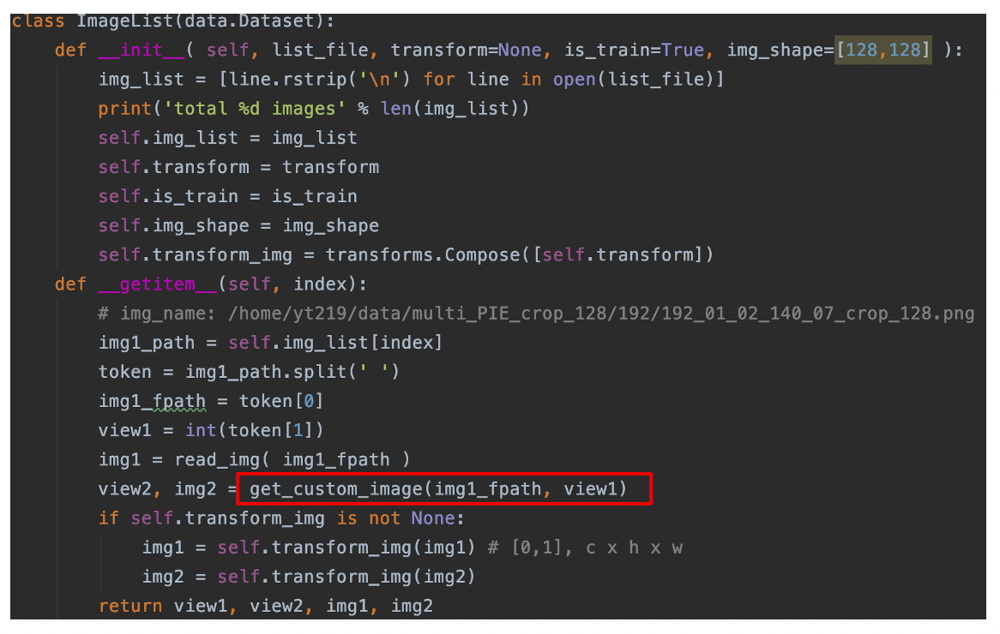 class ImageList(data.Dataset):
def __init__( self, list_file, transform=None, is_train=True, img_shape=[128,128] ):
img_list = [line.rstrip('\n') for line in open(list_file)]
print('total %d images' % len(img_list))
self.img_list = img_list
self.transform = transform
self.is_train = is_train
self.img_shape = img_shape
self.transform_img = transforms.Compose([self.transform])
def __getitem__(self, index):
# img_name: /home/yt219/data/multi_PIE_crop_128/192/192_01_02_140_07_crop_128.png
img1_path = self.img_list[index]
token = img1_path.split(' ')
img1_fpath = token[0]
view1 = int(token[1])
img1 = read_img( img1_fpath )
view2, img2 = get_custom_image(img1_fpath, view1)
if self.transform_img is not None:
img1 = self.transform_img(img1) # [0,1], c x h x w
img2 = self.transform_img(img2)
return view1, view2, img1, img2